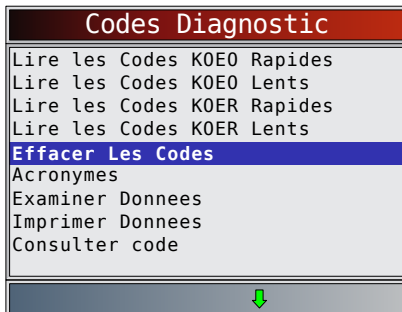 Codes Diagnostic
Lire les Codes KOEO Rapides
Lire les Codes KOEO Lents
Lire les Codes KOER Rapides
Lire les Codes KOER Lents
Effacer Les Codes
Acronymes
Examiner Donnees
Imprimer Donnees
Consulter code